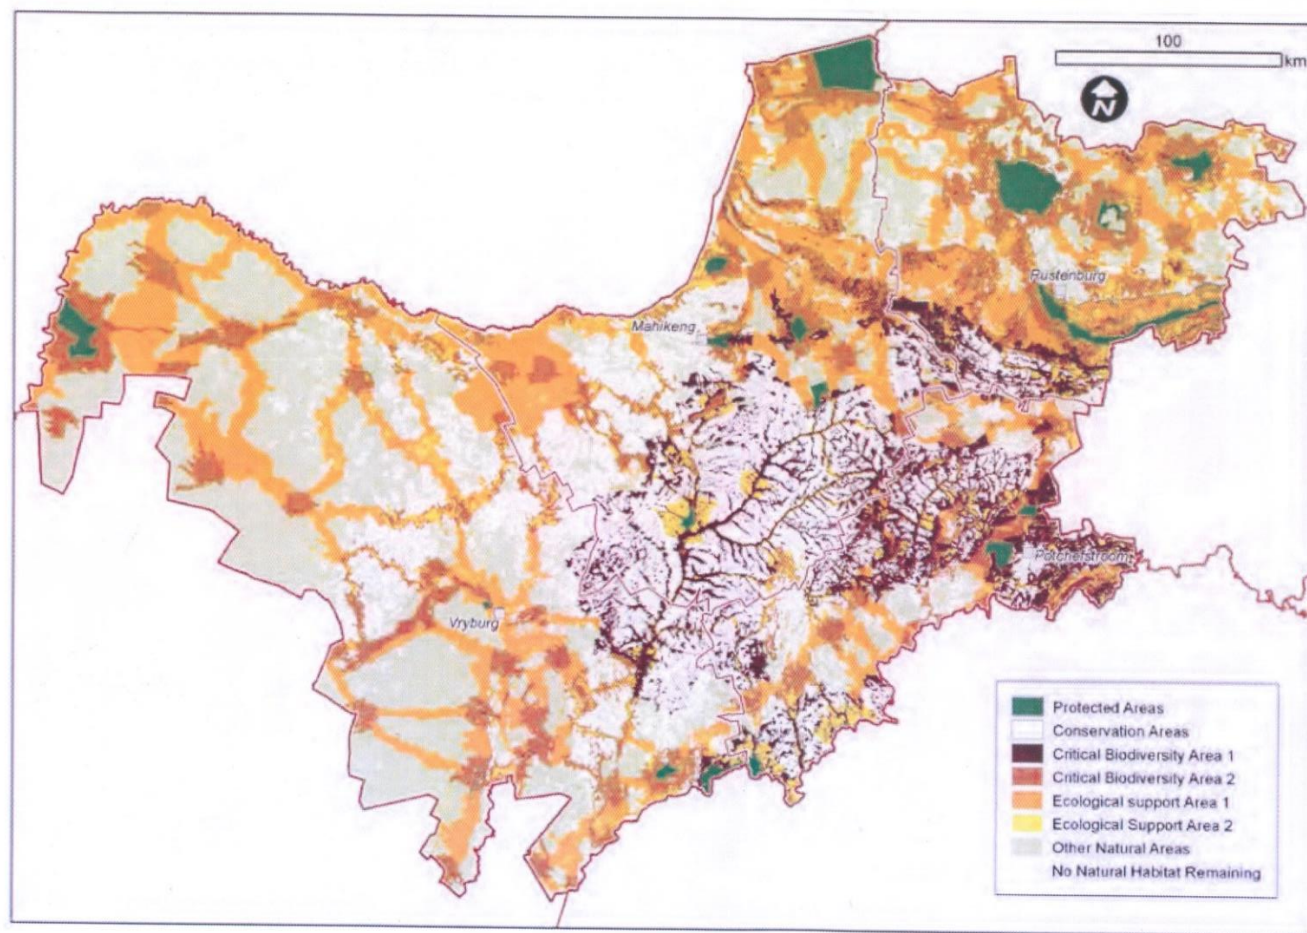 100
km
N
Rustenburg
Mahikeng
Potchefstroom
Vryburg
Protected Areas
Conservation Areas
Critical Biodiversity Area 1
Critical Biodiversity Area 2
Ecological support Area 1
Ecological Support Area 2
Other Natural Areas
No Natural Habitat Remaining